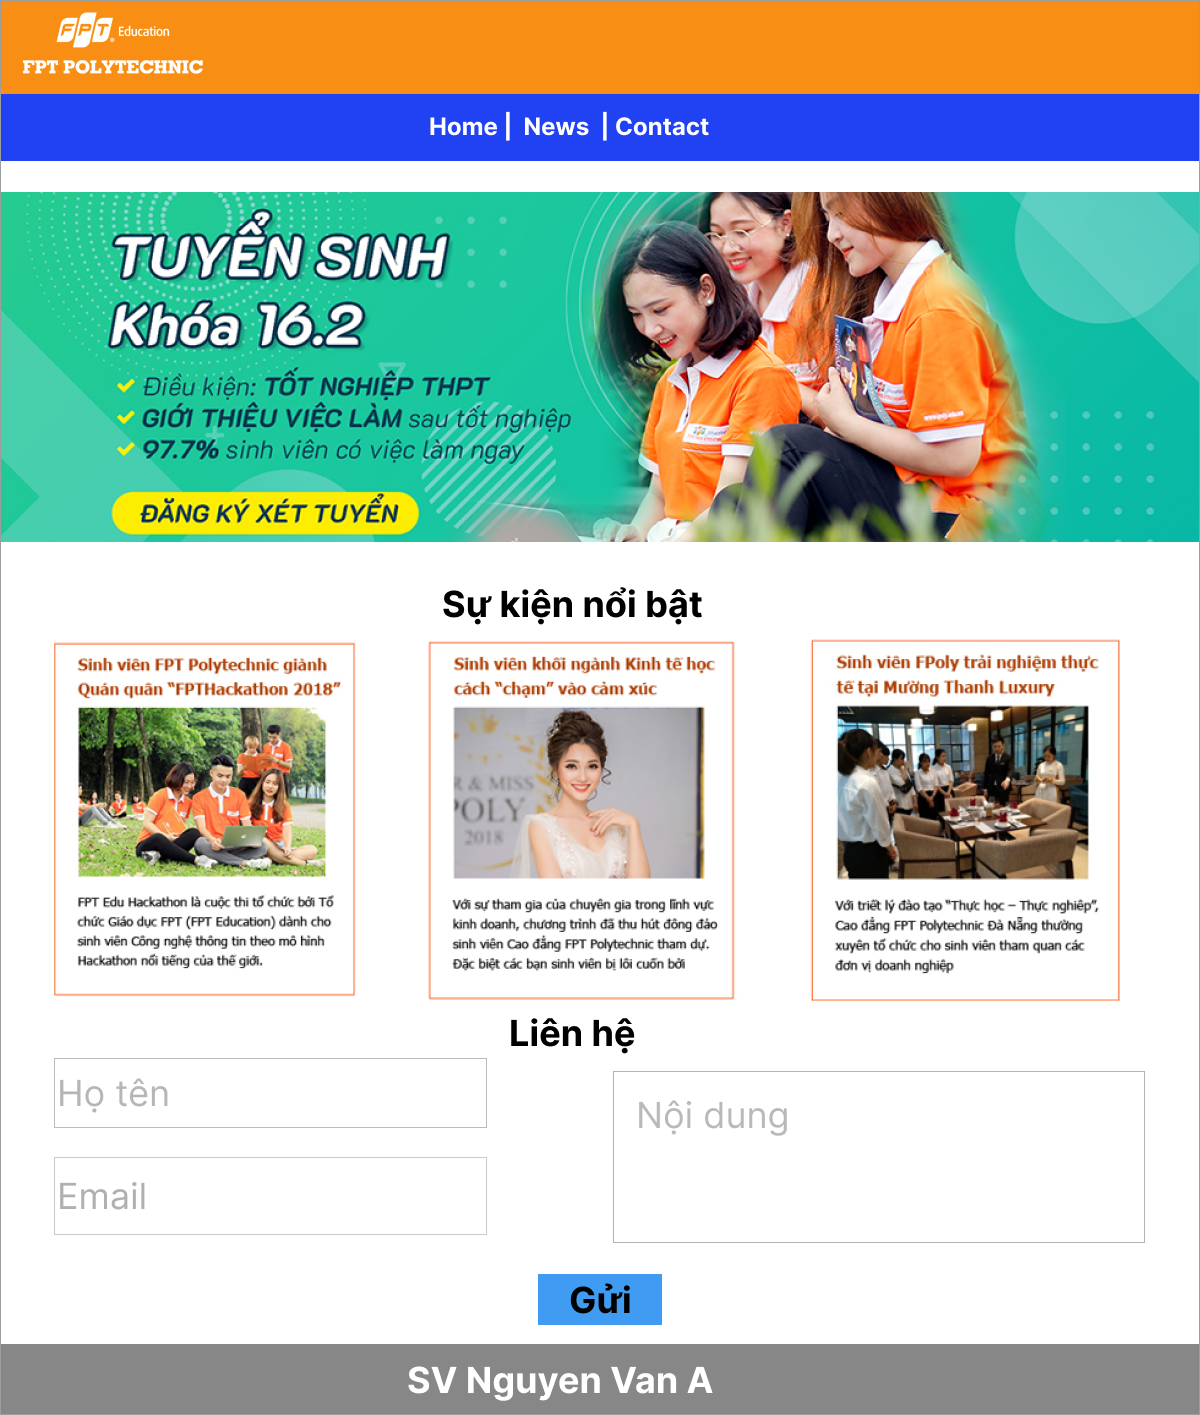 FPT Education
FPT POLYTECHNIC
Home | News | Contact
TUYỂN SINH
Khóa 16.2
Điều kiện: TỐT NGHIỆP THPT
GIỚI THIỆU VIỆC LÀM sau tốt nghiệp
97.7% sinh viên có việc làm ngay
ĐĂNG KÝ XÉT TUYỂN
Sự kiện nổi bật
Sinh viên FPT Polytechnic giành
Quán quân “FPTHackathon 2018”
FPT Edu Hackathon là cuộc thi tổ chức bởi Tổ
chức Giáo dục FPT (FPT Education) dành cho
sinh viên Công nghệ thông tin theo mô hình
Hackathon nổi tiếng của thế giới.
Sinh viên khối ngành Kinh tế học
cách “chạm” vào cảm xúc
R & MISS
POLY
2018
Với sự tham gia của chuyên gia trong lĩnh vực
kinh doanh, chương trình đã thu hút đông đảo
sinh viên Cao đẳng FPT Polytechnic tham dự.
Đặc biệt các bạn sinh viên bị lôi cuốn bởi
Sinh viên FPoly trải nghiệm thực
tế tại Mường Thanh Luxury
Với triết lý đào tạo “Thực học – Thực nghiệp”,
Cao đẳng FPT Polytechnic Đà Nẵng thường
xuyên tổ chức cho sinh viên tham quan các
đơn vị doanh nghiệp
Liên hệ
Họ tên
Email
Nội dung
Gửi
SV Nguyen Van A